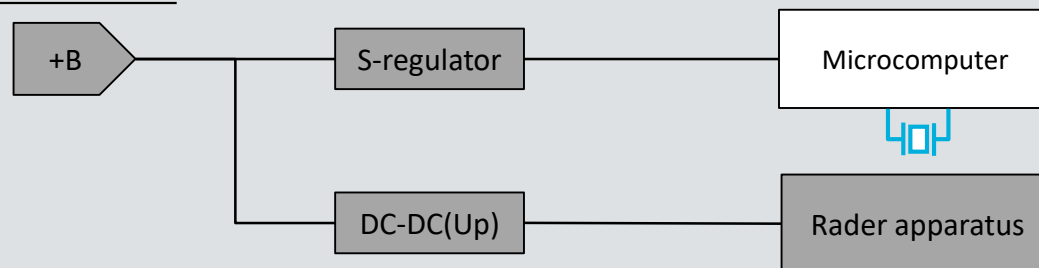 +B
S-regulator
Microcomputer
DC-DC(Up)
Rader apparatus